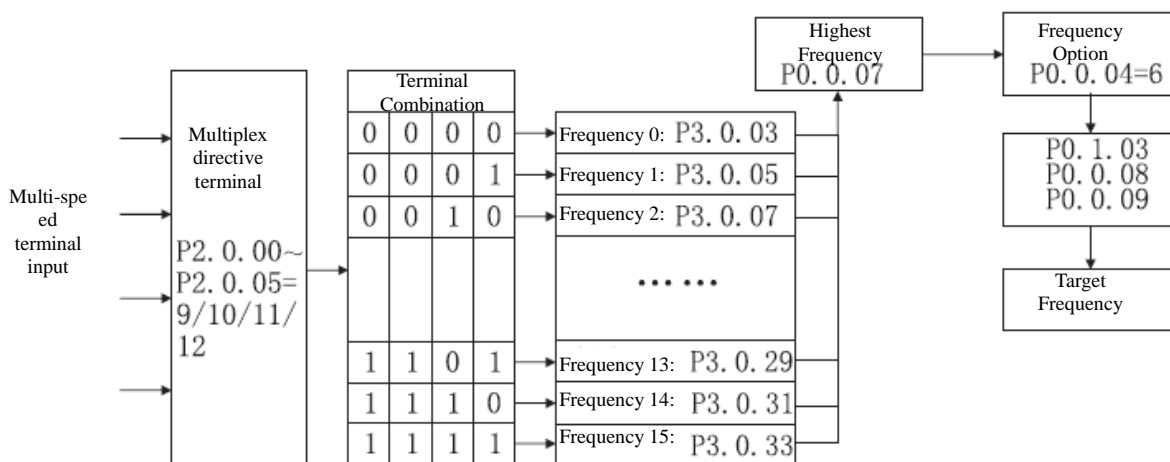 Multi-spe
ed
terminal
input
Multiplex
directive
terminal
P2.0.00~
P2.0.05=
9/10/11/
12
Terminal
Combination
0 0 0 0
0 0 0 1
0 0 1 0
1 1 0 1
1 1 1 0
1 1 1 1
Frequency 0: P3.0.03
Frequency 1: P3.0.05
Frequency 2: P3.0.07
…… 
Frequency 13: P3.0.29
Frequency 14: P3.0.31
Frequency 15: P3.0.33
Highest
Frequency
P0.0.07
Frequency
Option
P0.0.04=6
P0.1.03
P0.0.08
P0.0.09
Target
Frequency